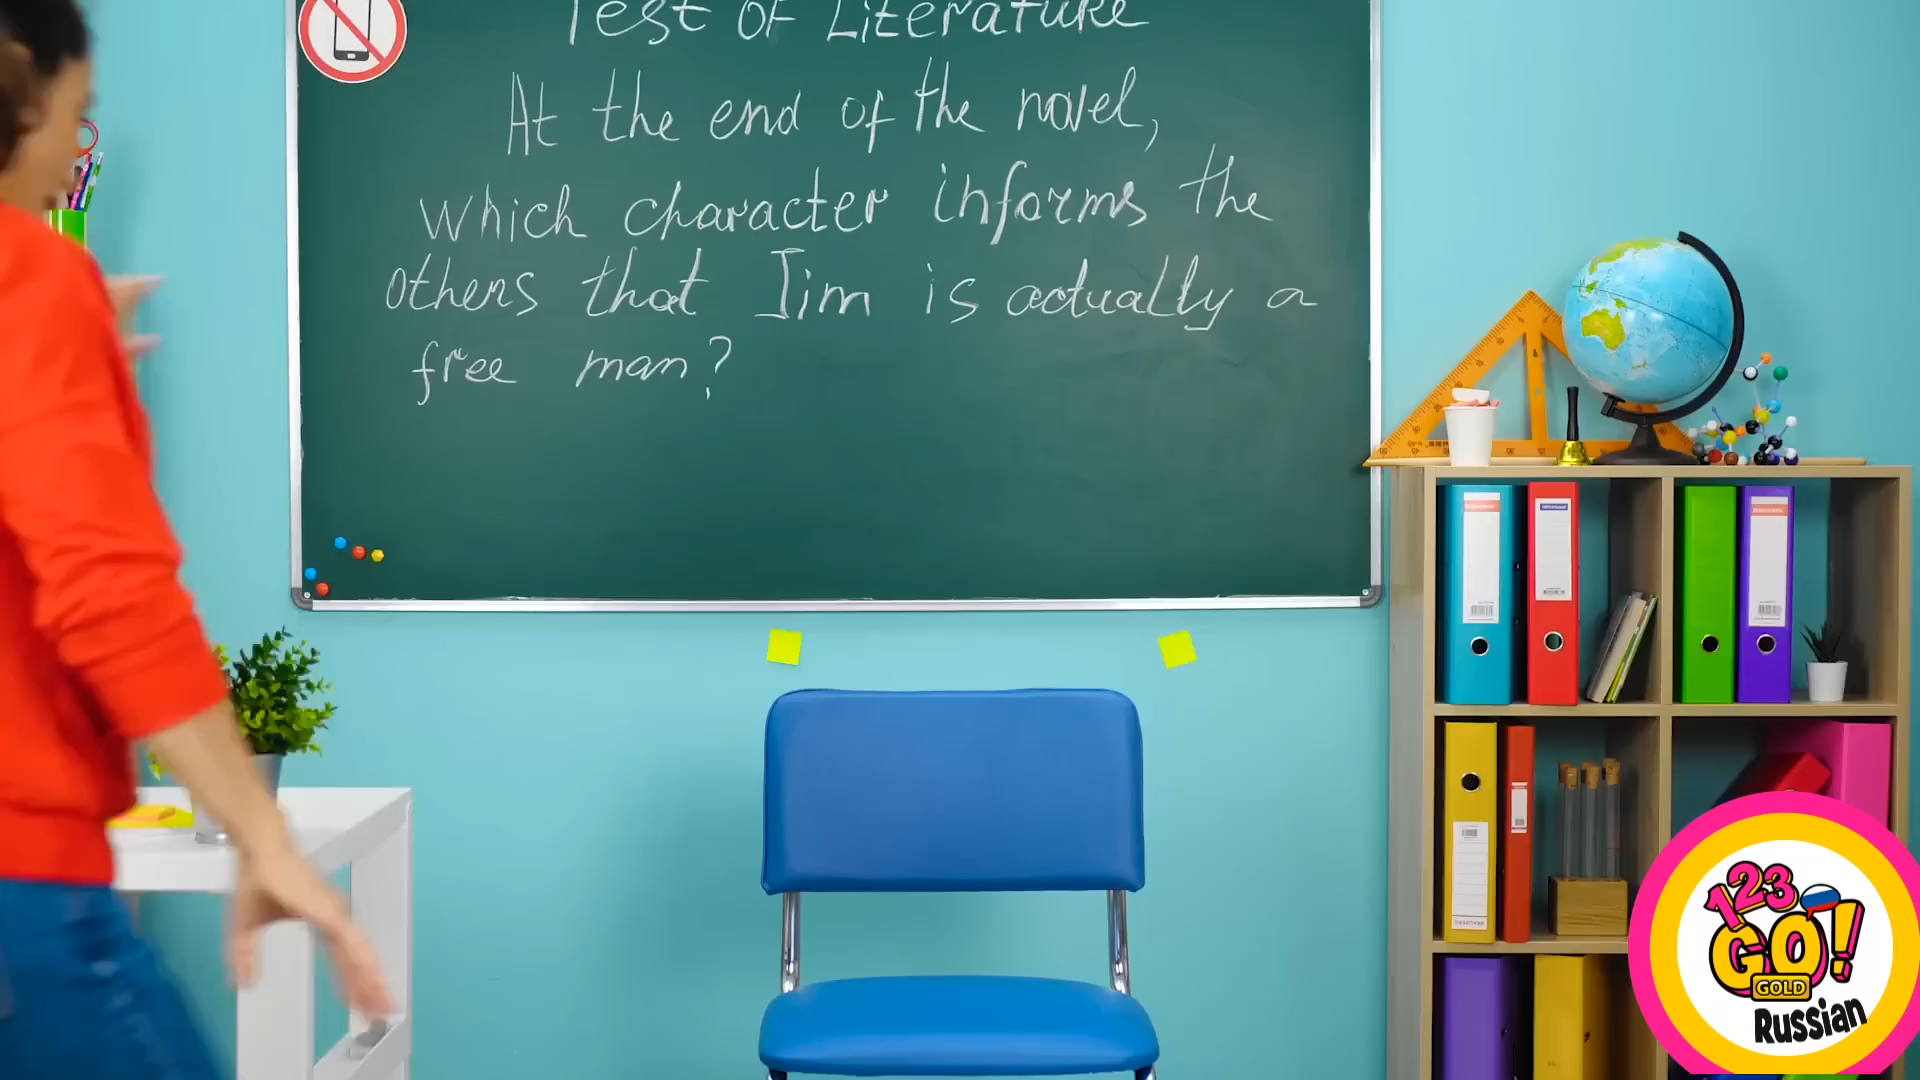 Test of Literature
At the end of the novel,
which character informs the
others that Jim is actually a
free man?
123
GO!
GOLD
Russian